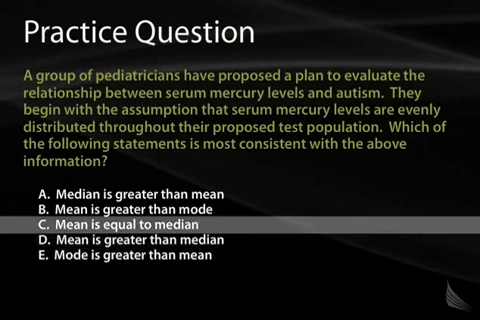 Practice Question
A group of pediatricians have proposed a plan to evaluate the
relationship between serum mercury levels and autism. They
begin with the assumption that serum mercury levels are evenly
distributed throughout their proposed test population. Which of
the following statements is most consistent with the above
information?
A. Median is greater than mean
B. Mean is greater than mode
C. Mean is equal to median
D. Mean is greater than median
E. Mode is greater than mean